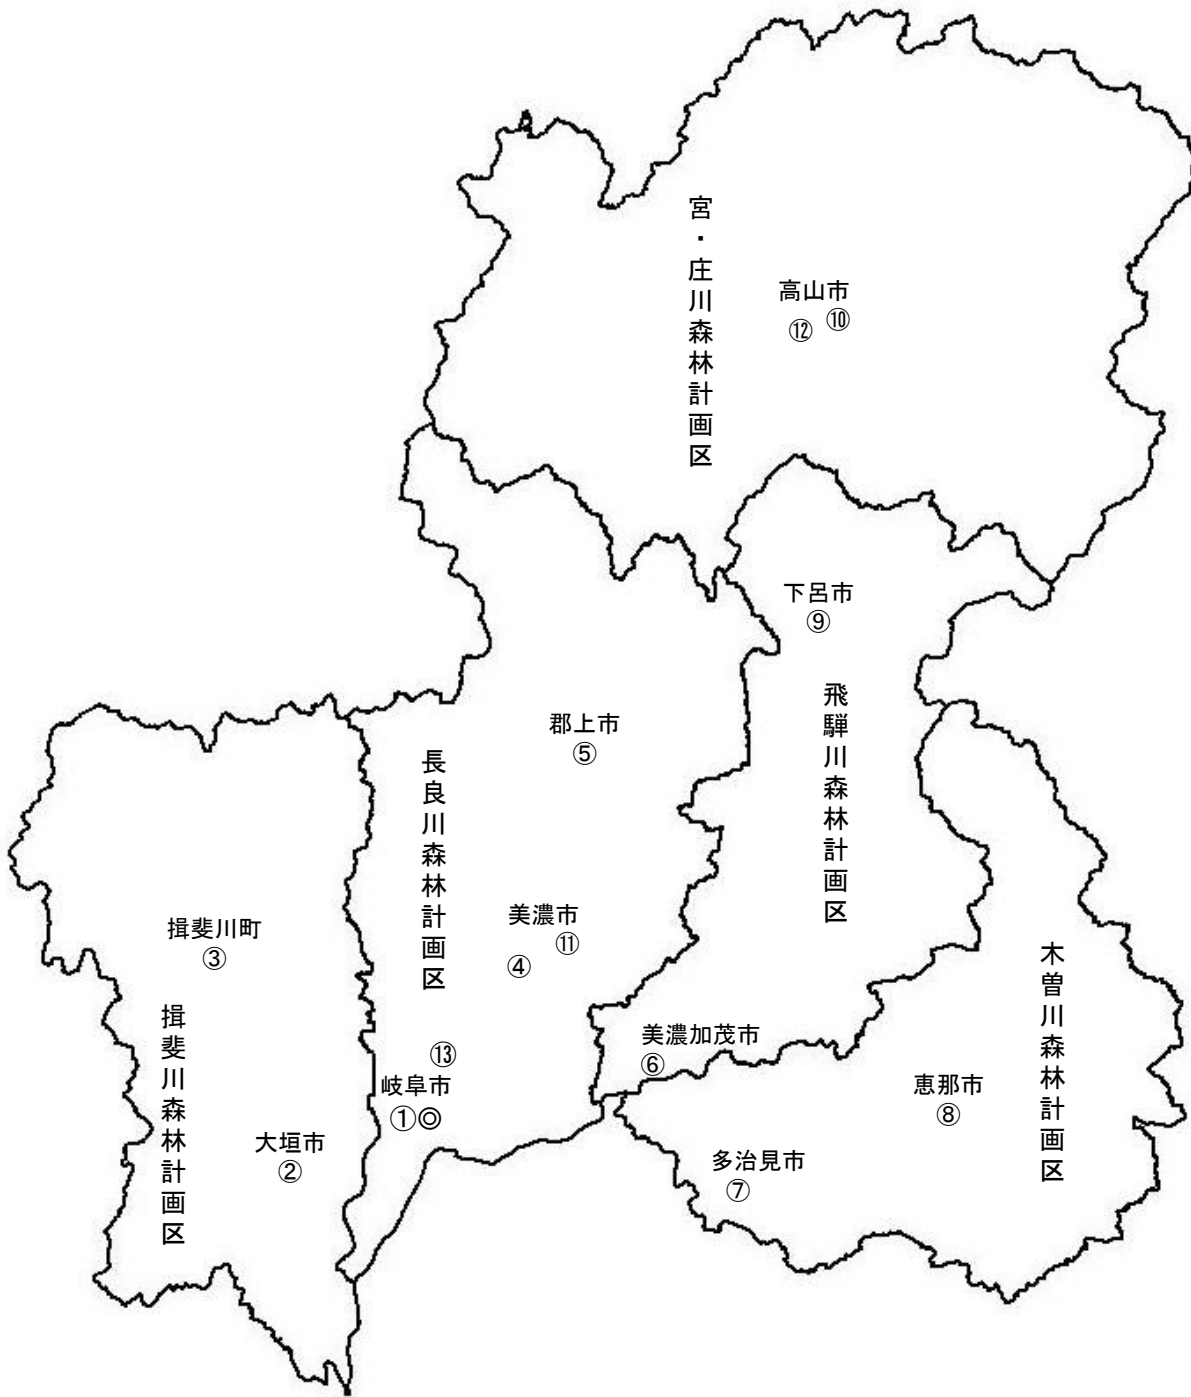 宮・庄川森林計画区
高山市
⑫ ⑩
下呂市
⑨
飛騨川森林計画区
郡上市
⑤
長良川森林計画区
美濃市
④ ⑪
揖斐川町
③
揖斐川森林計画区
木曽川森林計画区
美濃加茂市
⑥
⑬
岐阜市
①◎
恵那市
⑧
大垣市
②
多治見市
⑦